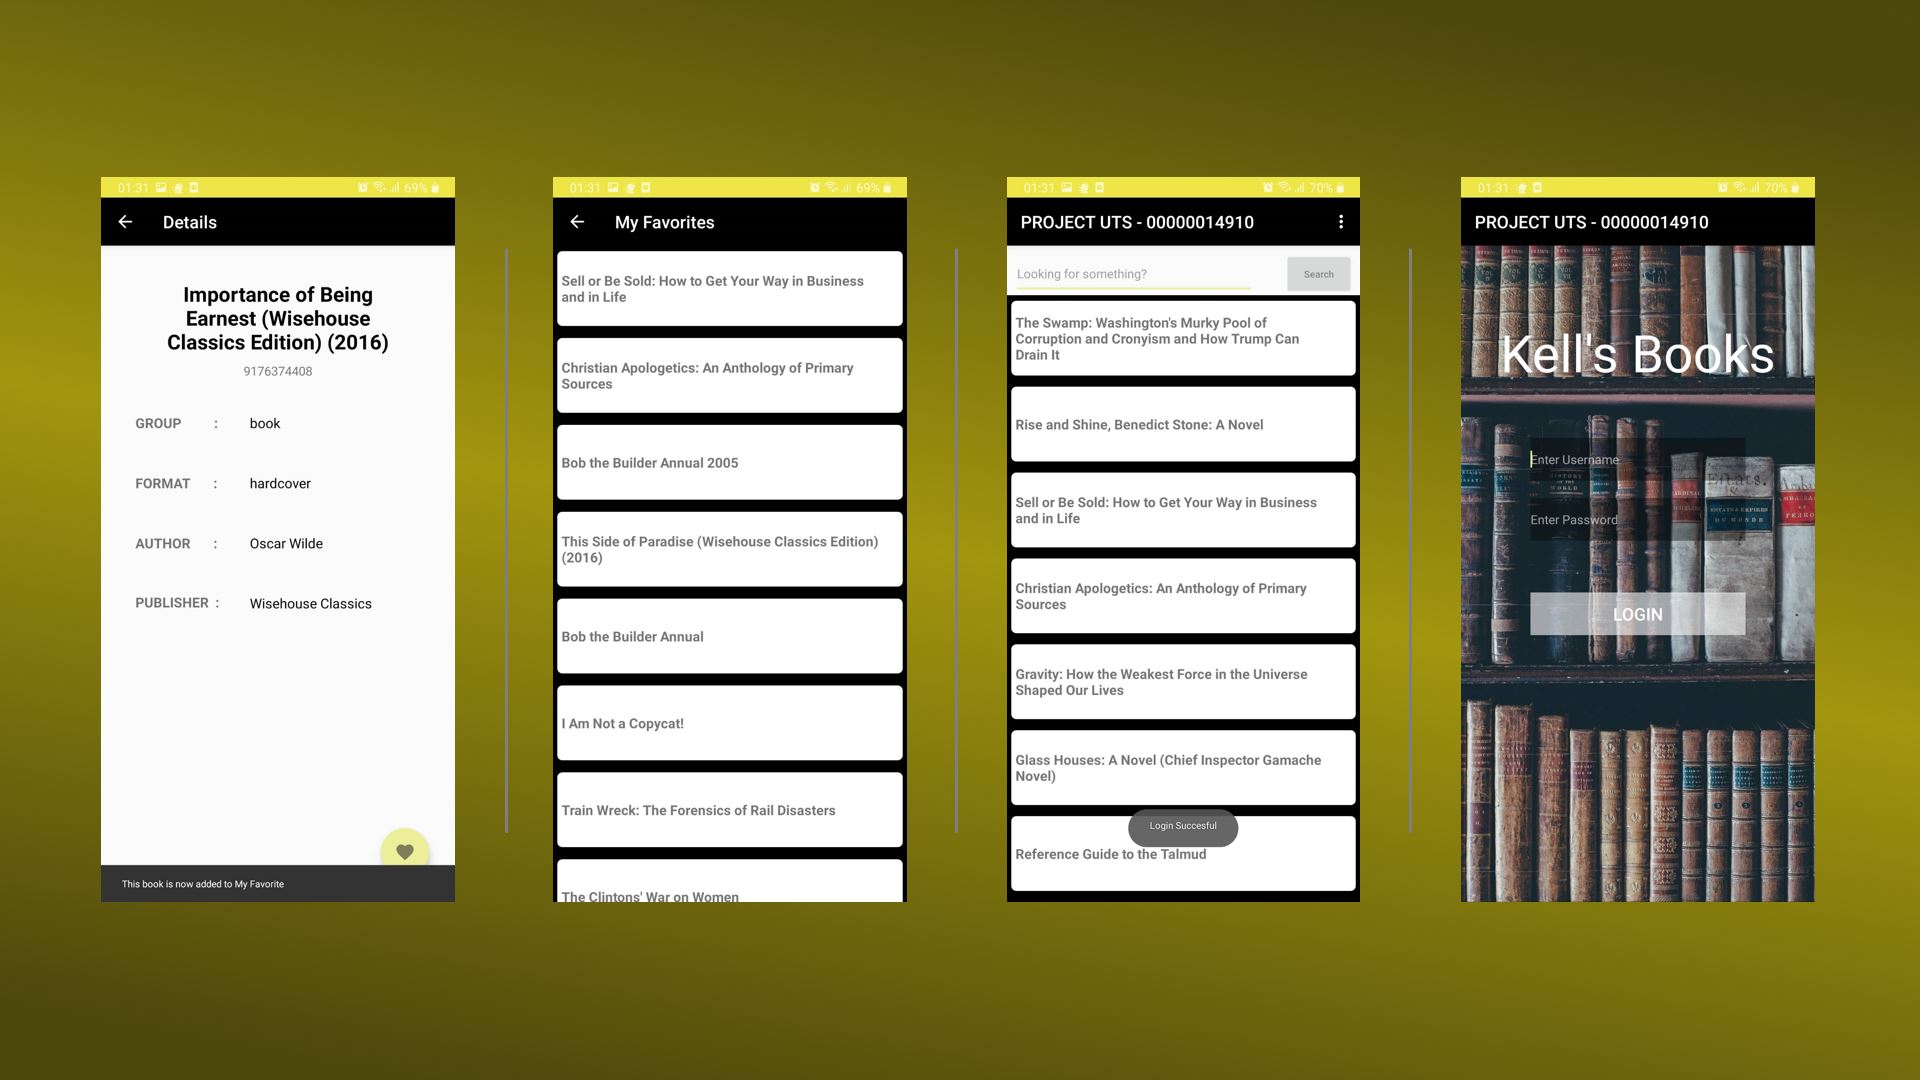 01:31
69%
Details
Importance of Being
Earnest (Wisehouse
Classics Edition) (2016)
9176374408
GROUP : book
FORMAT : hardcover
AUTHOR : Oscar Wilde
PUBLISHER : Wisehouse Classics
This book is now added to My Favorite
01:31
69%
My Favorites
Sell or Be Sold: How to Get Your Way in Business
and in Life
Christian Apologetics: An Anthology of Primary
Sources
Bob the Builder Annual 2005
This Side of Paradise (Wisehouse Classics Edition)
(2016)
Bob the Builder Annual
I Am Not a Copycat!
Train Wreck: The Forensics of Rail Disasters
The Clintons' War on Women
01:31
70%
PROJECT UTS - 00000014910
Looking for something?
Search
The Swamp: Washington's Murky Pool of
Corruption and Cronyism and How Trump Can
Drain It
Rise and Shine, Benedict Stone: A Novel
Sell or Be Sold: How to Get Your Way in Business
and in Life
Christian Apologetics: An Anthology of Primary
Sources
Gravity: How the Weakest Force in the Universe
Shaped Our Lives
Glass Houses: A Novel (Chief Inspector Gamache
Novel)
Login Succesful
Reference Guide to the Talmud
01:31
70%
PROJECT UTS - 00000014910
Kell's Books
Enter Username
Enter Password
LOGIN